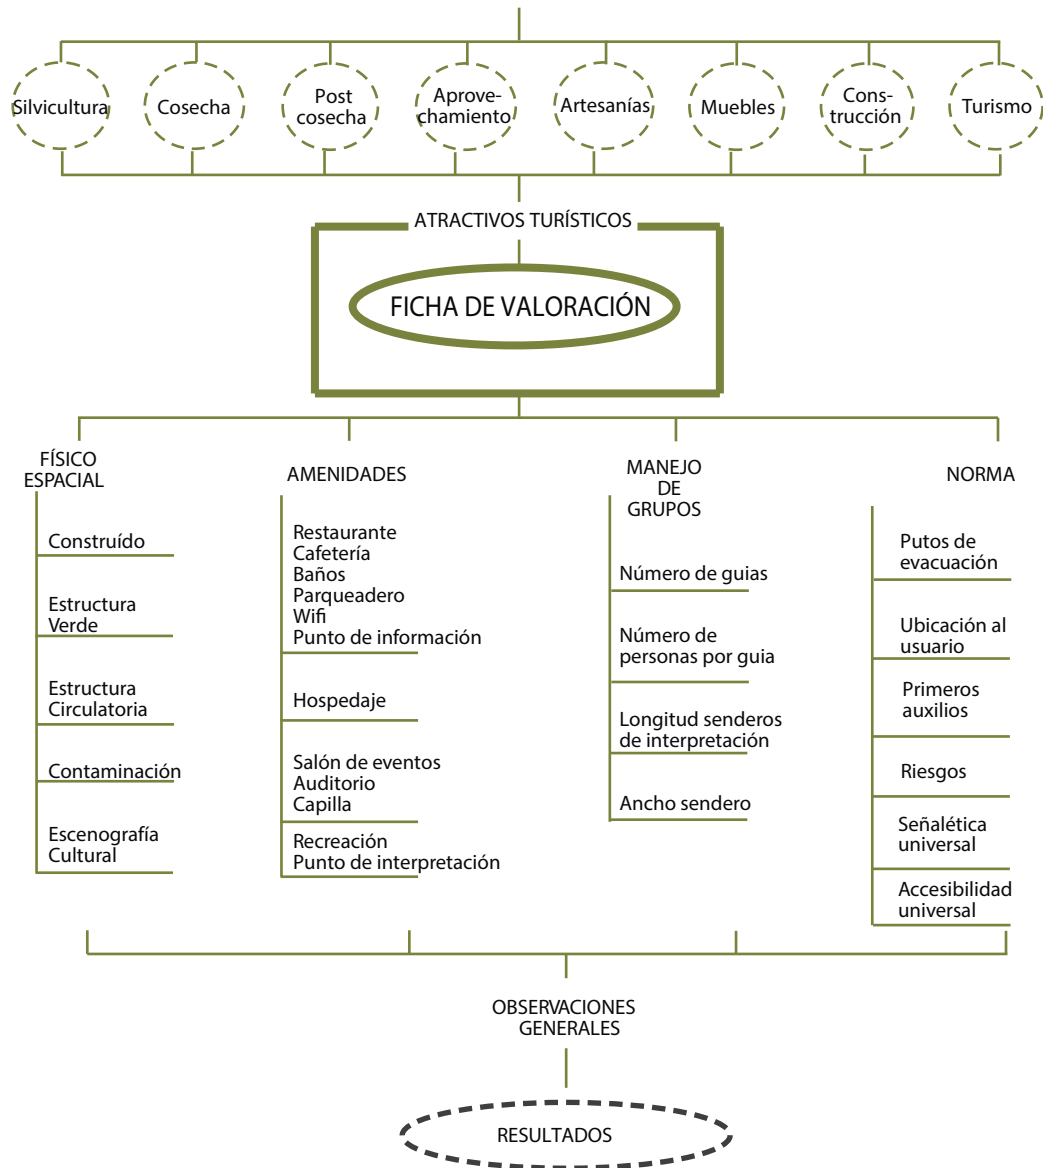 Silvicultura
Cosecha
Post
cosecha
Aprove-
chamiento
Artesanías
Muebles
Cons-
trucción
Turismo
ATRACTIVOS TURÍSTICOS
FICHA DE VALORACIÓN
FÍSICO
ESPACIAL
Construído
Estructura
Verde
Estructura
Circulatoria
Contaminación
Escenografía
Cultural
AMENIDADES
Restaurante
Cafetería
Baños
Parqueadero
Wifi
Punto de información
Hospedaje
Salón de eventos
Auditorio
Capilla
Recreación
Punto de interpretación
MANEJO
DE
GRUPOS
Número de guias
Número de
personas por guia
Longitud senderos
de interpretación
Ancho sendero
NORMA
Putos de
evacuación
Ubicación al
usuario
Primeros
auxilios
Riesgos
Señalética
universal
Accesibilidad
universal
OBSERVACIONES
GENERALES
RESULTADOS